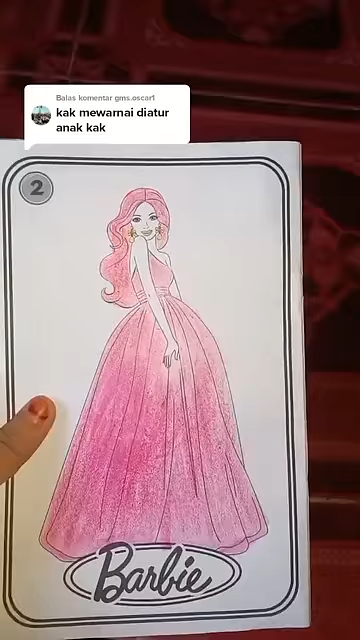 Balas komentar gms.oscar1
kak mewarnai diatur
anak kak
2
Barbie